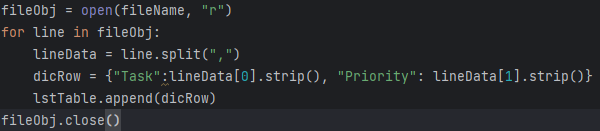 fileObj = open(fileName, "r")
for line in fileObj:
    lineData = line.split(",")
    dicRow = {"Task":lineData[0].strip(), "Priority": lineData[1].strip()}
    lstTable.append(dicRow)
fileObj.close()